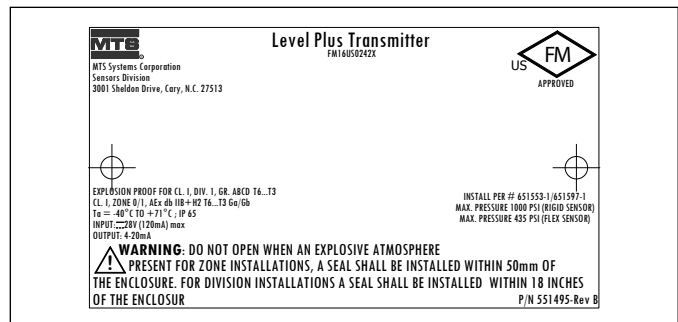 MTS
Level Plus Transmitter
FM16US0242X
US FM
APPROVED
MTS Systems Corporation
Sensors Division
3001 Sheldon Drive, Cary, N.C. 27513
EXPLOSION PROOF FOR CL. I, DIV. 1, GR. ABCD T6...T3
CL. I, ZONE 0/1, AEx db IIB+H2 T6...T3 Ga/Gb
Ta = -40°C TO +71°C ; IP 65
INPUT:⎓28V (120mA) max
OUTPUT: 4-20mA
INSTALL PER # 651553-1/651597-1
MAX. PRESSURE 1000 PSI (RIGID SENSOR)
MAX. PRESSURE 435 PSI (FLEX SENSOR)
WARNING: DO NOT OPEN WHEN AN EXPLOSIVE ATMOSPHERE
PRESENT FOR ZONE INSTALLATIONS, A SEAL SHALL BE INSTALLED WITHIN 50mm OF
THE ENCLOSURE. FOR DIVISION INSTALLATIONS A SEAL SHALL BE INSTALLED WITHIN 18 INCHES
OF THE ENCLOSUR
P/N 551495-Rev B